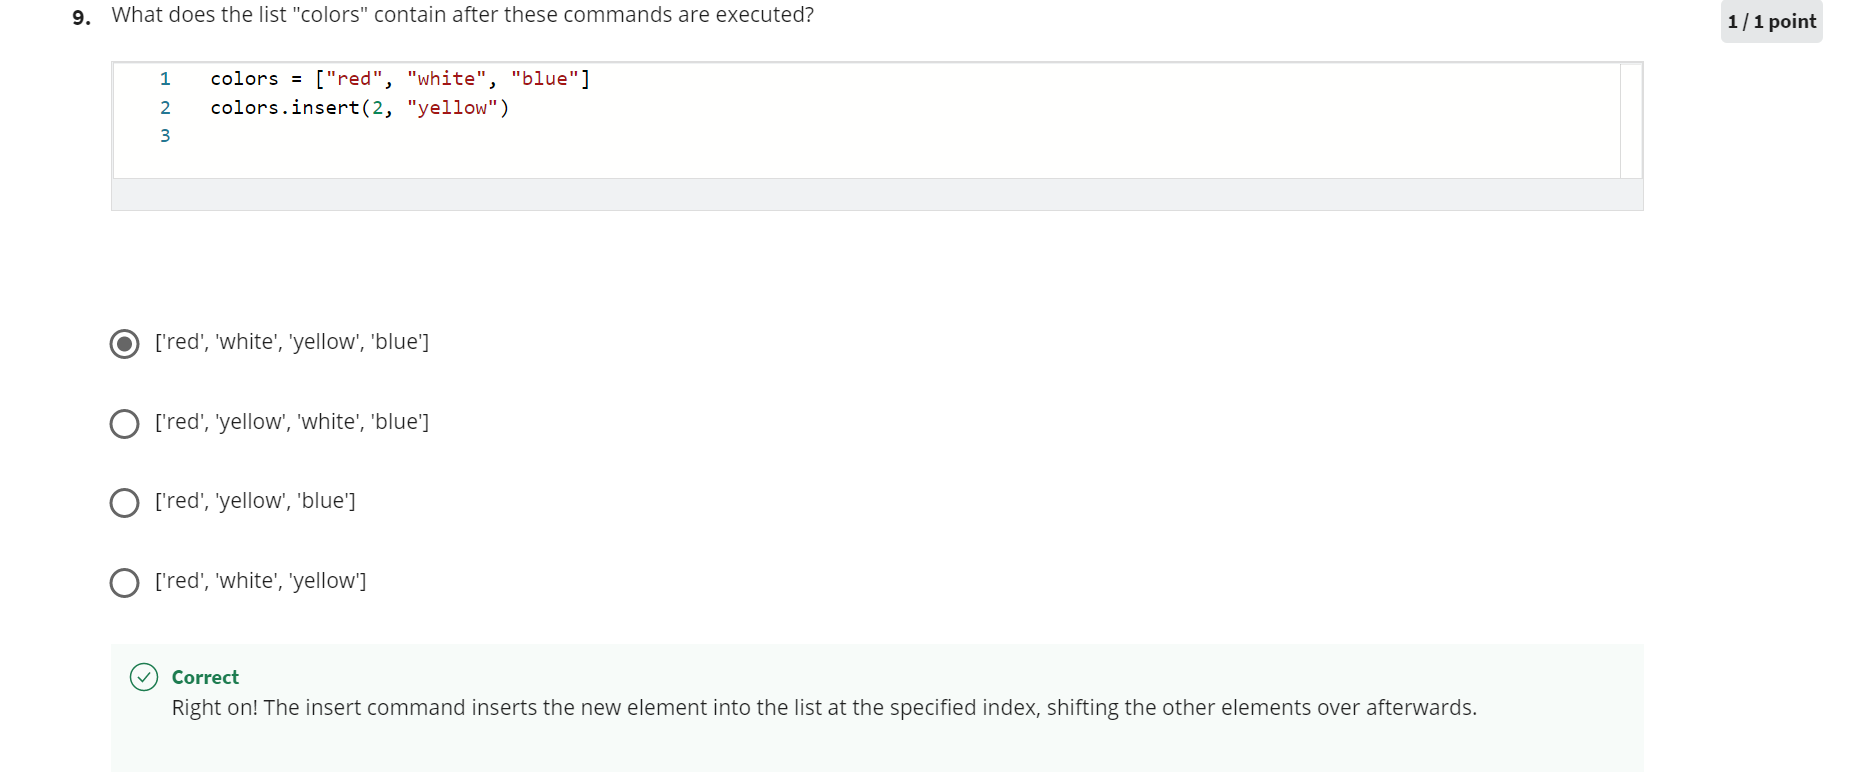 9. What does the list "colors" contain after these commands are executed?
1 / 1 point
1 colors = ["red", "white", "blue"]
2 colors.insert(2, "yellow")
3
['red', 'white', 'yellow', 'blue']
['red', 'yellow', 'white', 'blue']
['red', 'yellow', 'blue']
['red', 'white', 'yellow']
Correct
Right on! The insert command inserts the new element into the list at the specified index, shifting the other elements over afterwards.